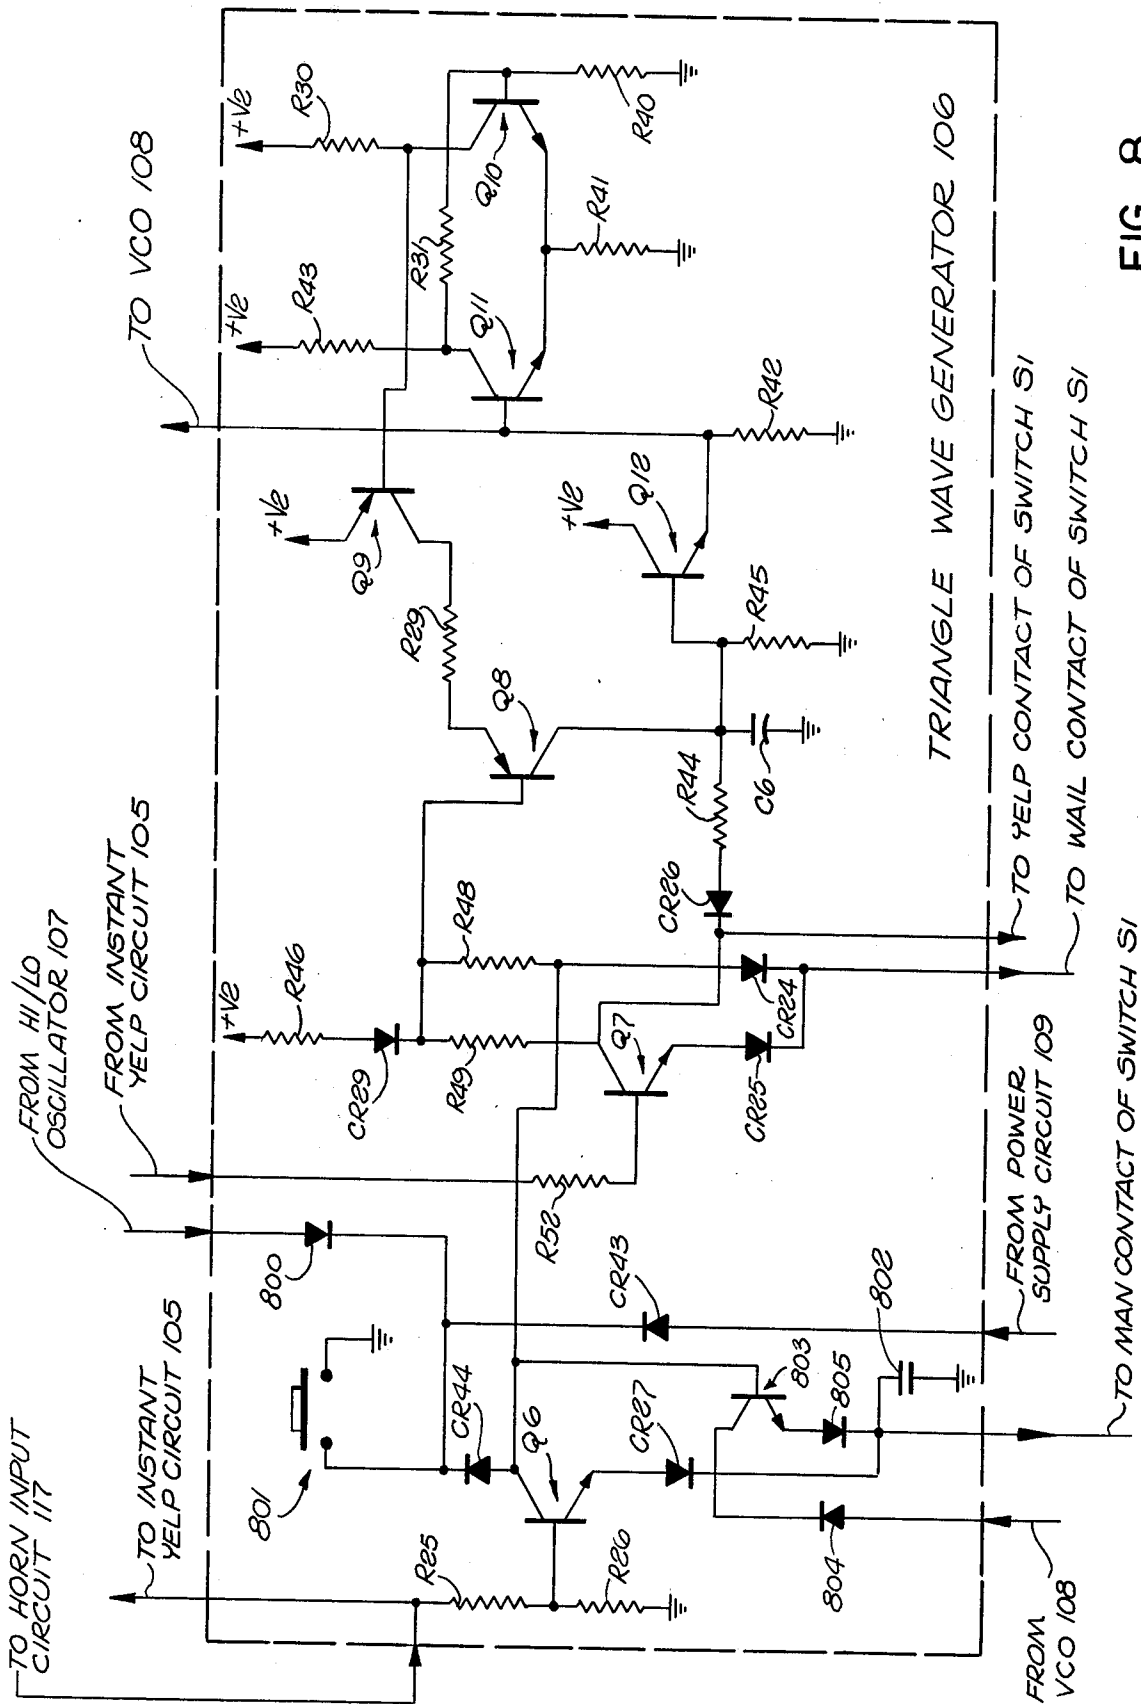 TO HORN INPUT
CIRCUIT 117
TO INSTANT
YELP CIRCUIT 105
FROM HI/LO
OSCILLATOR 107
FROM INSTANT
YELP CIRCUIT 105
TO VCO 108
801
800
CR44
R25
Q6
R26
CR27
803
805
804
802
CR43
R52
+V2
R46
CR29
R49
R48
Q7
CR25
CR24
CR26
R44
C6
Q8
R29
+V2
Q9
+V2
Q12
R45
R42
+V2
R43
Q11
R31
+V2
R30
Q10
R41
R40
TRIANGLE WAVE GENERATOR 106
FROM
VCO 108
TO MAN CONTACT OF SWITCH S1
FROM POWER
SUPPLY CIRCUIT 109
TO WAIL CONTACT OF SWITCH S1
TO YELP CONTACT OF SWITCH S1
FIG. 8